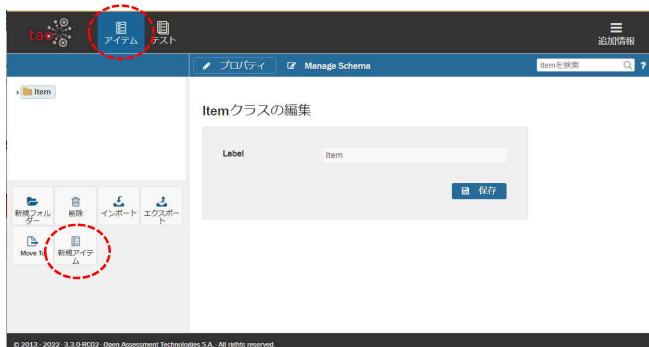 tao
アイテム
テスト
追加情報
プロパティ
Manage Schema
Itemを検索
?
Item
Itemクラスの編集
Label
Item
保存
新規フォル
ダー
削除
インポート
エクスポー
ト
Move To
新規アイテ
ム
© 2013 - 2022 · 3.3.0-RC02 · Open Assessment Technologies S.A. · All rights reserved.